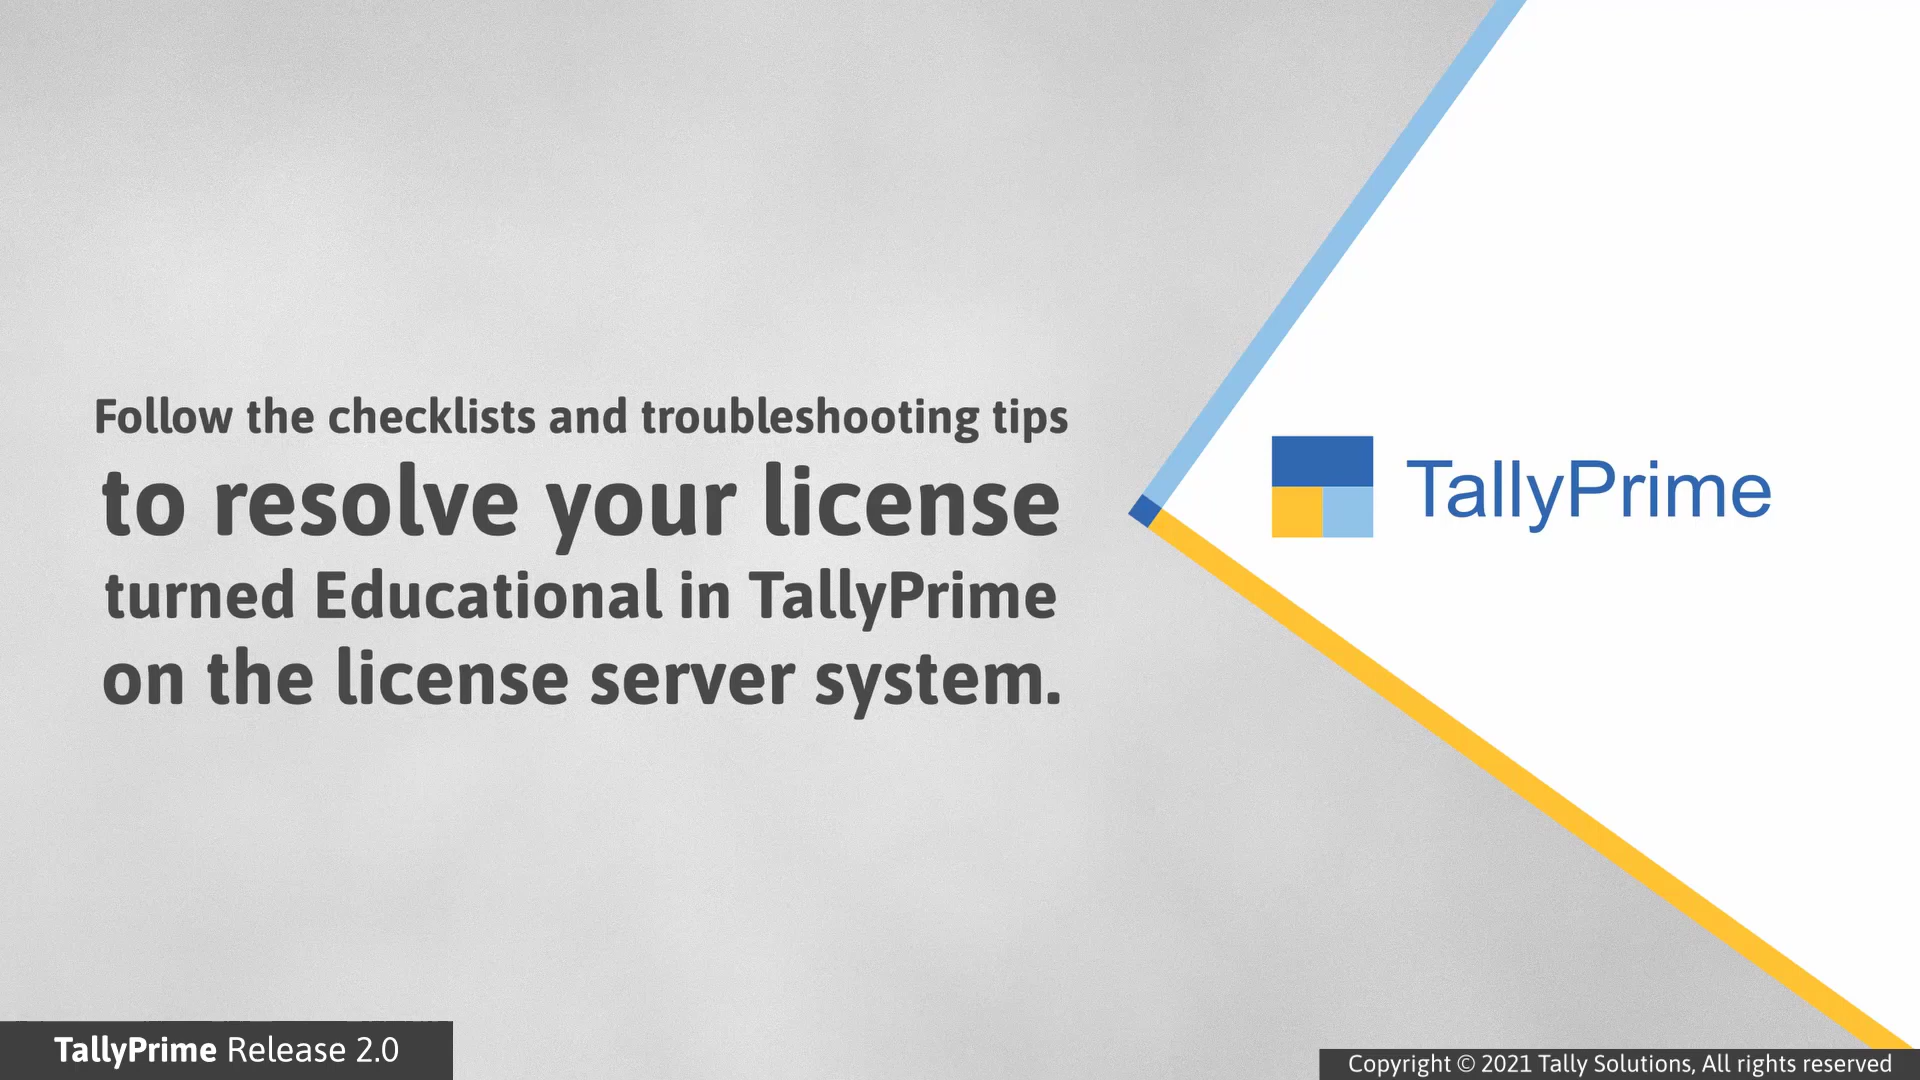 Follow the checklists and troubleshooting tips
to resolve your license
turned Educational in TallyPrime
on the license server system.
TallyPrime
TallyPrime Release 2.0
Copyright © 2021 Tally Solutions, All rights reserved